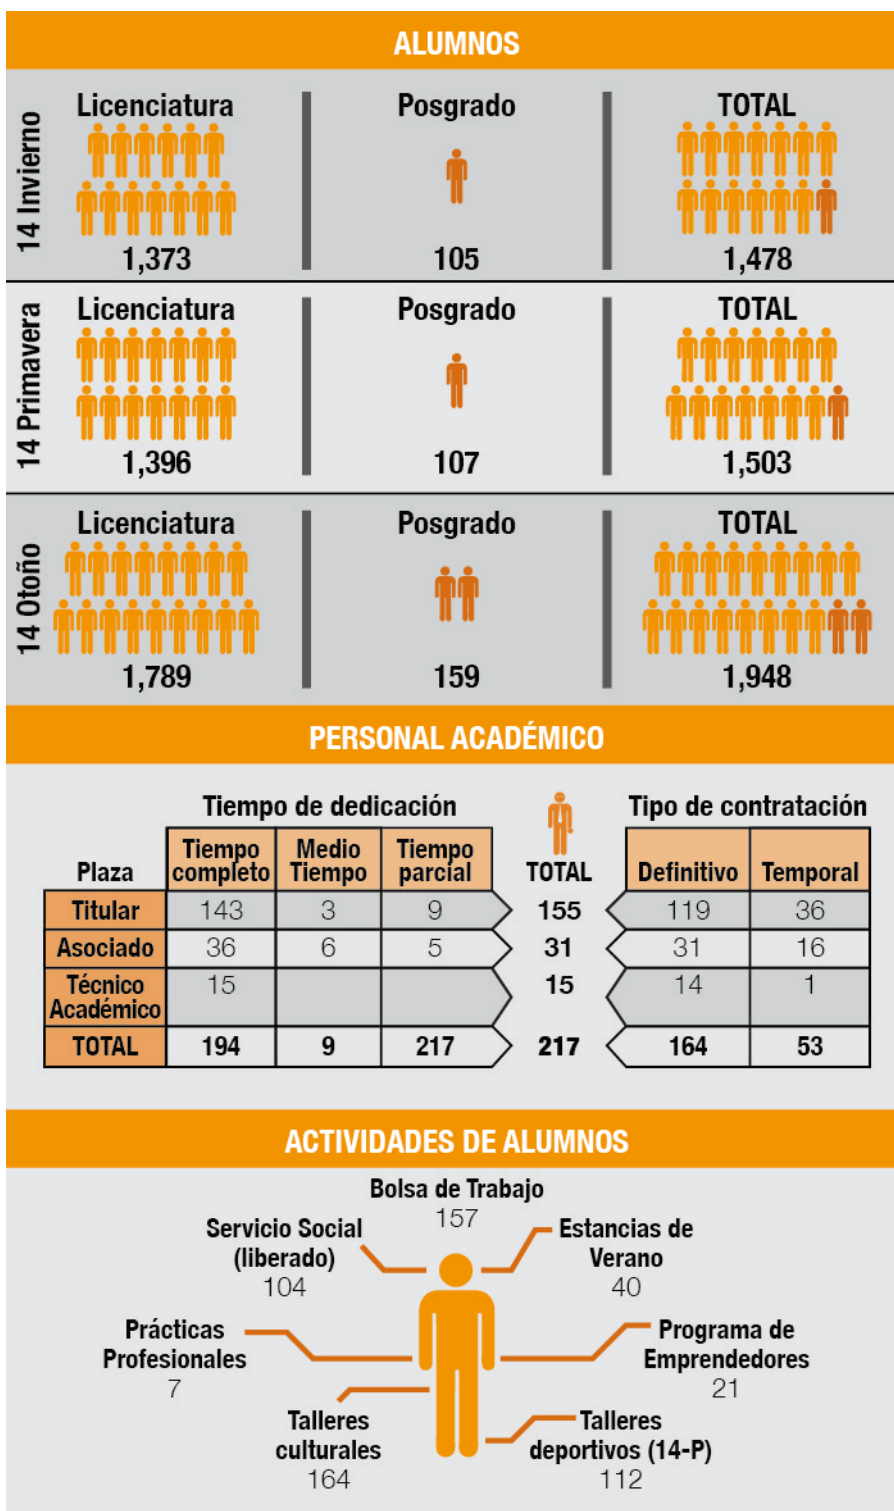 ALUMNOS
14 Invierno
Licenciatura
Posgrado
TOTAL
1,373
105
1,478
14 Primavera
Licenciatura
Posgrado
TOTAL
1,396
107
1,503
14 Otoño
Licenciatura
Posgrado
TOTAL
1,789
159
1,948
PERSONAL ACADÉMICO
Tiempo de dedicación
Tipo de contratación
Plaza
Tiempo completo
Medio Tiempo
Tiempo parcial
TOTAL
Definitivo
Temporal
Titular 143 3 9 155 119 36
Asociado 36 6 5 31 31 16
Técnico Académico 15 15 14 1
TOTAL 194 9 217 217 164 53
ACTIVIDADES DE ALUMNOS
Bolsa de Trabajo
157
Servicio Social
(liberado)
104
Estancias de
Verano
40
Prácticas
Profesionales
7
Programa de
Emprendedores
21
Talleres
culturales
164
Talleres
deportivos (14-P)
112